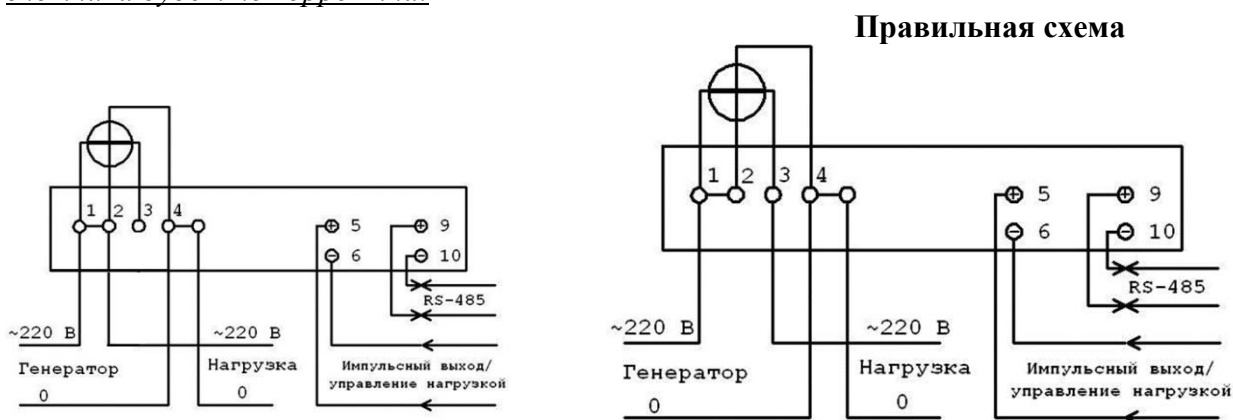 Правильная схема
1 2 3 4 5 9
6 10
RS-485
~220 В ~220 В
Генератор Нагрузка Импульсный выход/
управление нагрузкой
0 0
1 2 3 4 5 9
6 10
RS-485
~220 В ~220 В
Генератор Нагрузка Импульсный выход/
управление нагрузкой
0 0